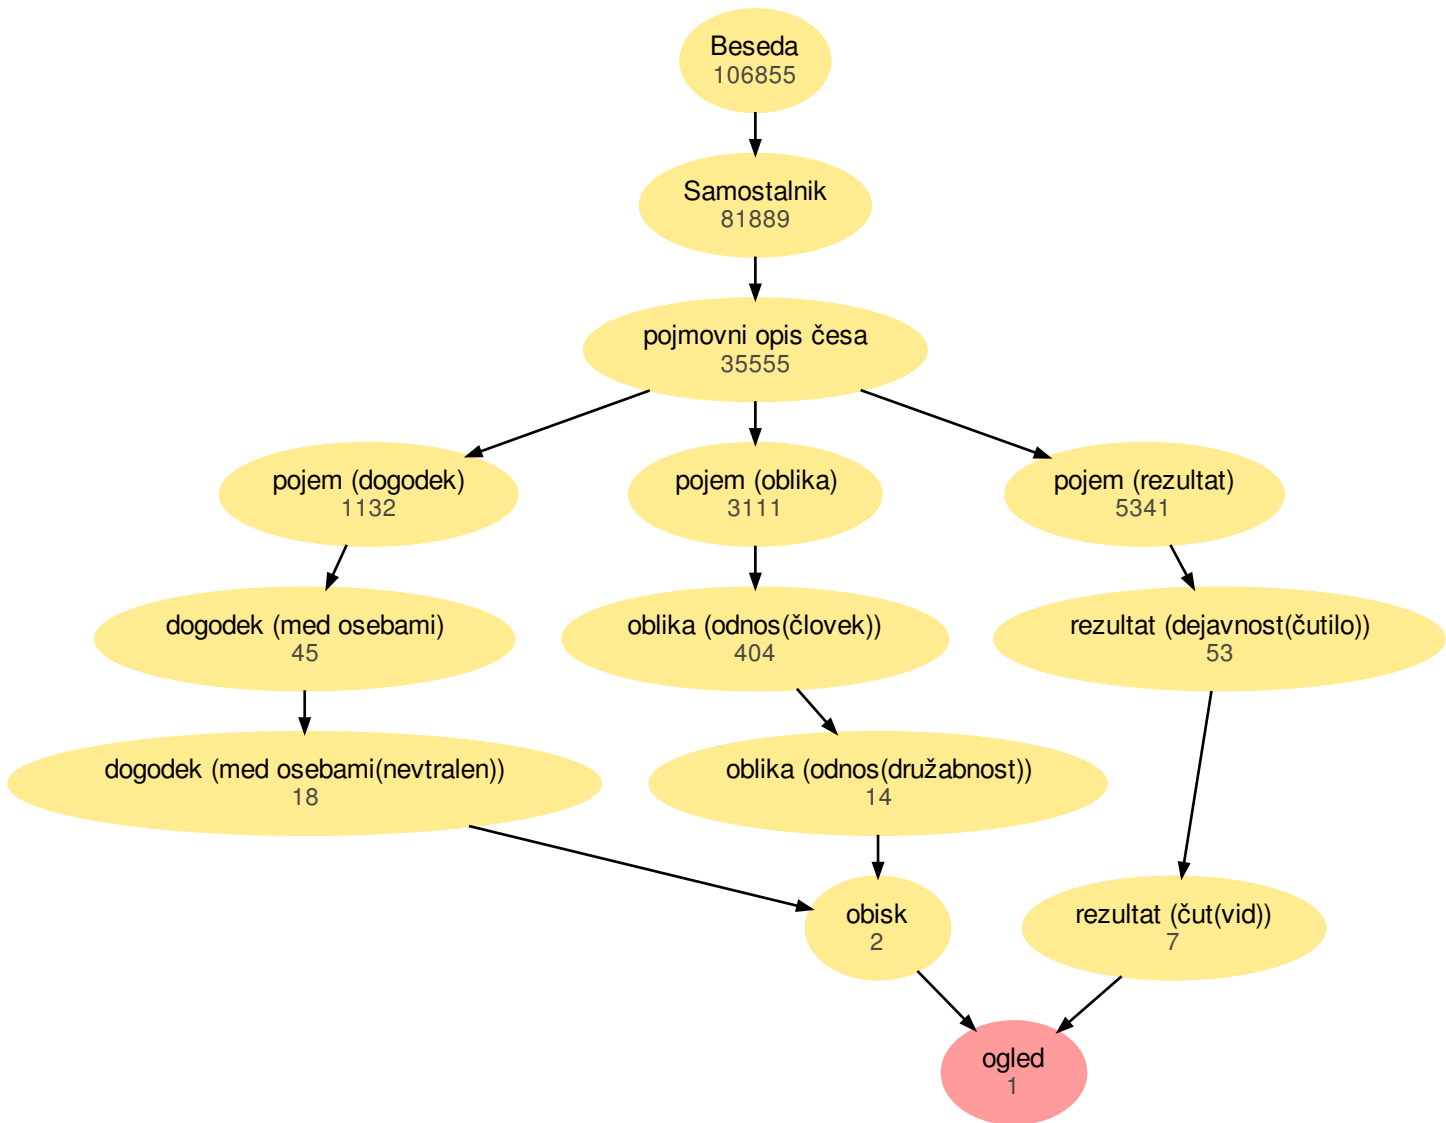 Beseda
106855
Samostalnik
81889
pojmovni opis česa
35555
pojem (dogodek)
1132
pojem (oblika)
3111
pojem (rezultat)
5341
dogodek (med osebami)
45
oblika (odnos(človek))
404
rezultat (dejavnost(čutilo))
53
dogodek (med osebami(nevtralen))
18
oblika (odnos(družabnost))
14
obisk
2
rezultat (čut(vid))
7
ogled
1